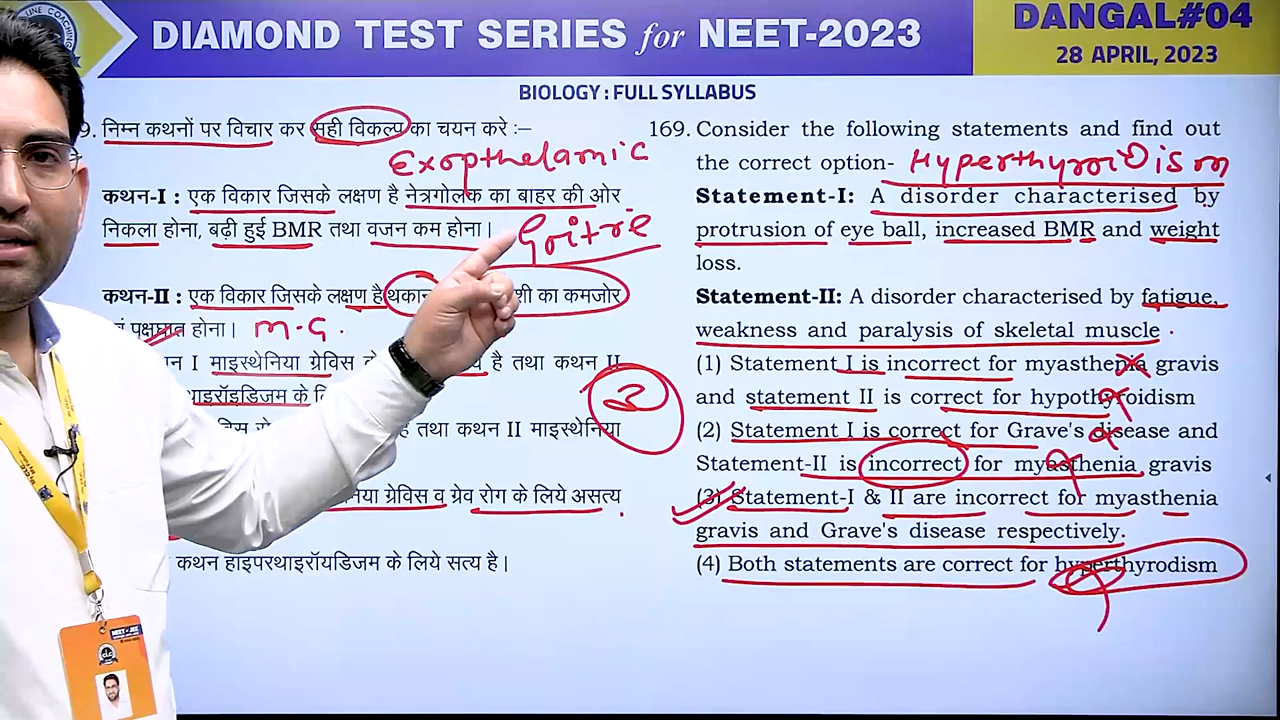 DIAMOND TEST SERIES for NEET-2023
DANGAL#04
28 APRIL, 2023
BIOLOGY : FULL SYLLABUS
9. निम्न कथनों पर विचार कर सही विकल्प का चयन करे :–
Exopthelamic
कथन-I : एक विकार जिसके लक्षण है नेत्रगोलक का बाहर की ओर
निकला होना, बढ़ी हुई BMR तथा वजन कम होना।
Goitre
कथन-II : एक विकार जिसके लक्षण है का कमजोर
पक्षघात होना। M.G.
I माइस्थेनिया ग्रेविस है तथा कथन II
2
है तथा कथन II माइस्थेनिया
ग्रेविस व ग्रेव रोग के लिये असत्य
कथन हाइपरथाइरॉयडिजम के लिये सत्य है।
169. Consider the following statements and find out
the correct option- Hyperthyroidism
Statement-I: A disorder characterised by
protrusion of eye ball, increased BMR and weight
loss.
Statement-II: A disorder characterised by fatigue,
weakness and paralysis of skeletal muscle.
(1) Statement I is incorrect for myasthenia gravis
and statement II is correct for hypothyroidism
(2) Statement I is correct for Grave's disease and
Statement-II is incorrect for myasthenia gravis
(3) Statement-I & II are incorrect for myasthenia
gravis and Grave's disease respectively.
(4) Both statements are correct for hyperthyrodism
NEET - JEE